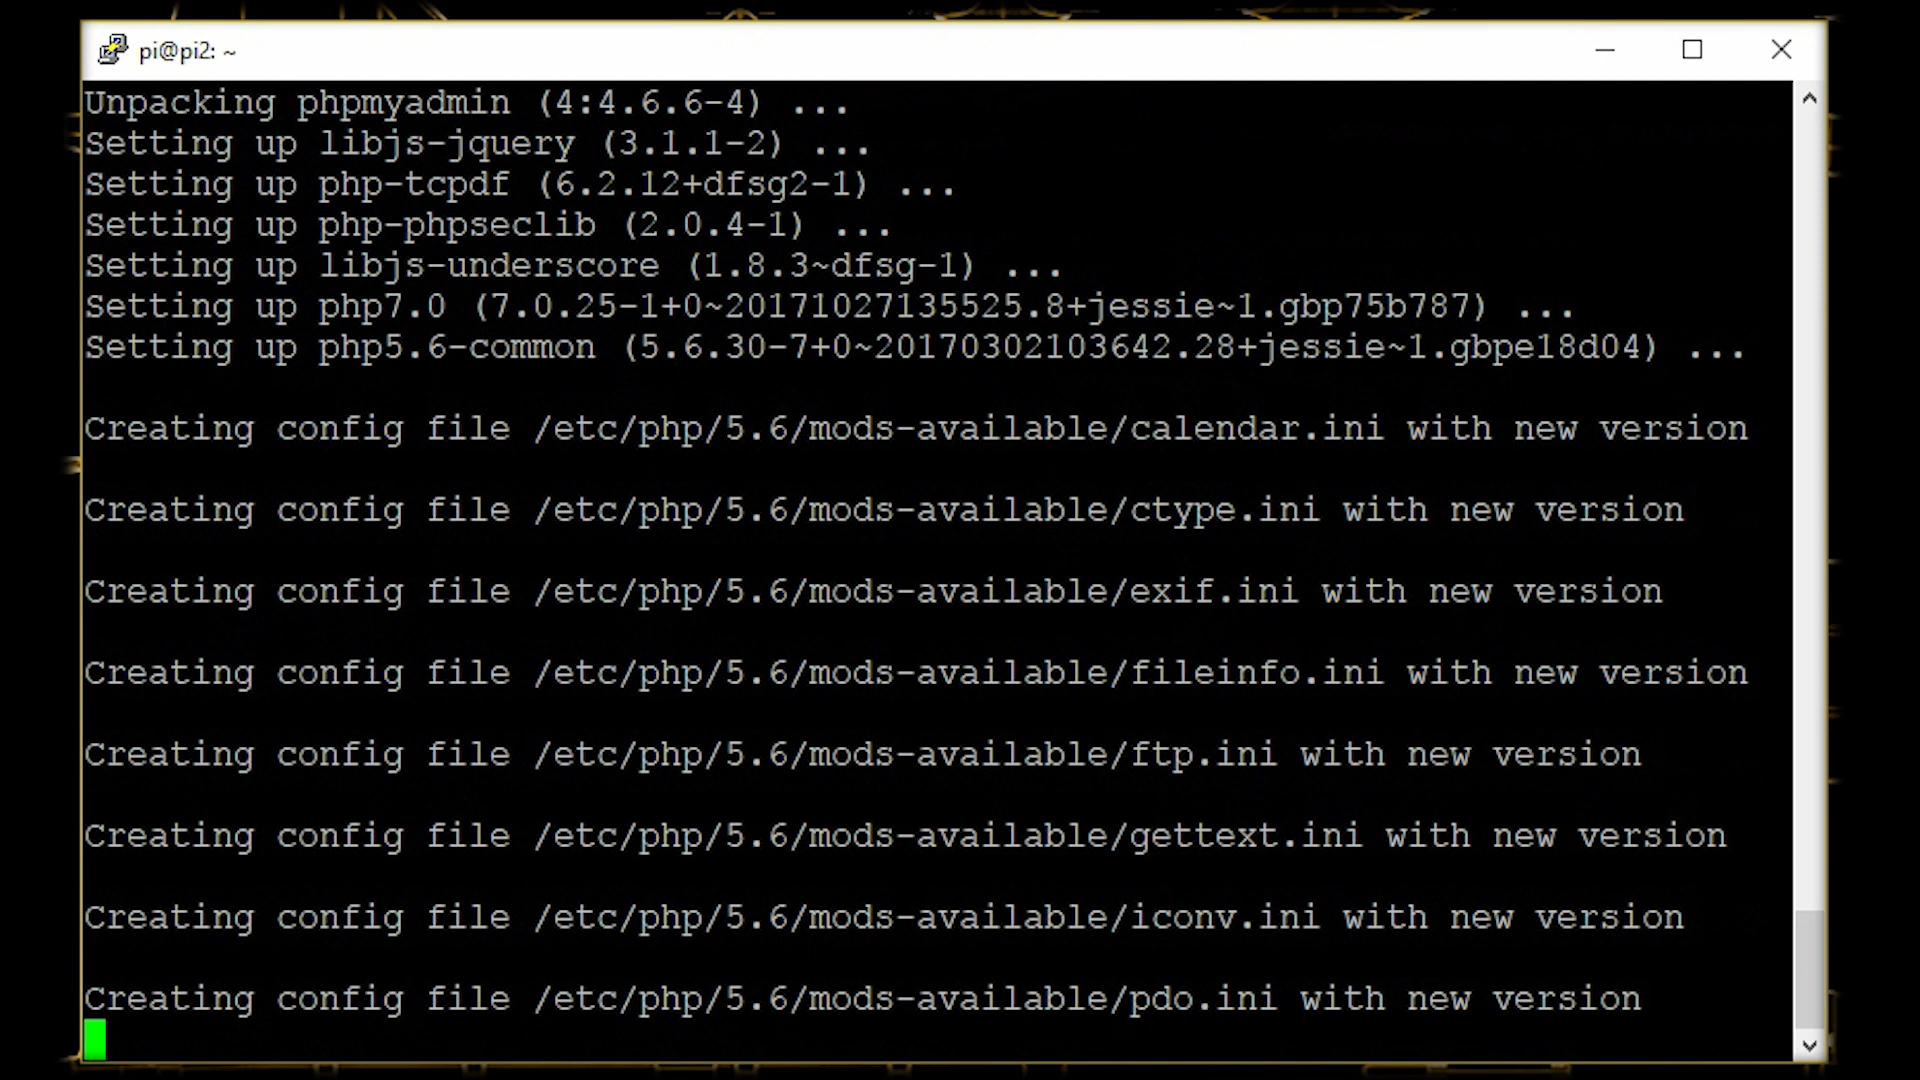 pi@pi2: ~
Unpacking phpmyadmin (4:4.6.6-4) ...
Setting up libjs-jquery (3.1.1-2) ...
Setting up php-tcpdf (6.2.12+dfsg2-1) ...
Setting up php-phpseclib (2.0.4-1) ...
Setting up libjs-underscore (1.8.3~dfsg-1) ...
Setting up php7.0 (7.0.25-1+0~20171027135525.8+jessie~1.gbp75b787) ...
Setting up php5.6-common (5.6.30-7+0~20170302103642.28+jessie~1.gbpe18d04) ...
Creating config file /etc/php/5.6/mods-available/calendar.ini with new version
Creating config file /etc/php/5.6/mods-available/ctype.ini with new version
Creating config file /etc/php/5.6/mods-available/exif.ini with new version
Creating config file /etc/php/5.6/mods-available/fileinfo.ini with new version
Creating config file /etc/php/5.6/mods-available/ftp.ini with new version
Creating config file /etc/php/5.6/mods-available/gettext.ini with new version
Creating config file /etc/php/5.6/mods-available/iconv.ini with new version
Creating config file /etc/php/5.6/mods-available/pdo.ini with new version